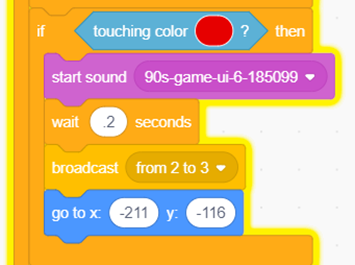 if touching color ? then
start sound 90s-game-ui-6-185099
wait .2 seconds
broadcast from 2 to 3
go to x: -211 y: -116